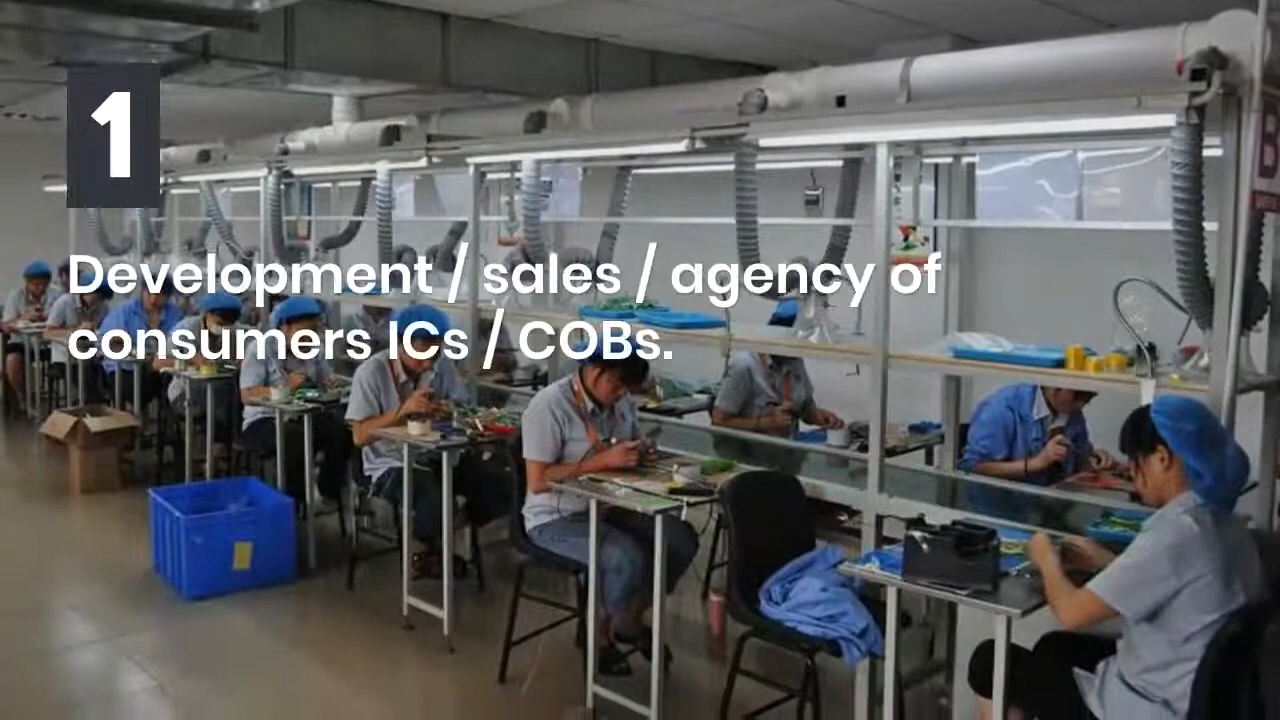 1
Development / sales / agency of
consumers ICs / COBs.
B